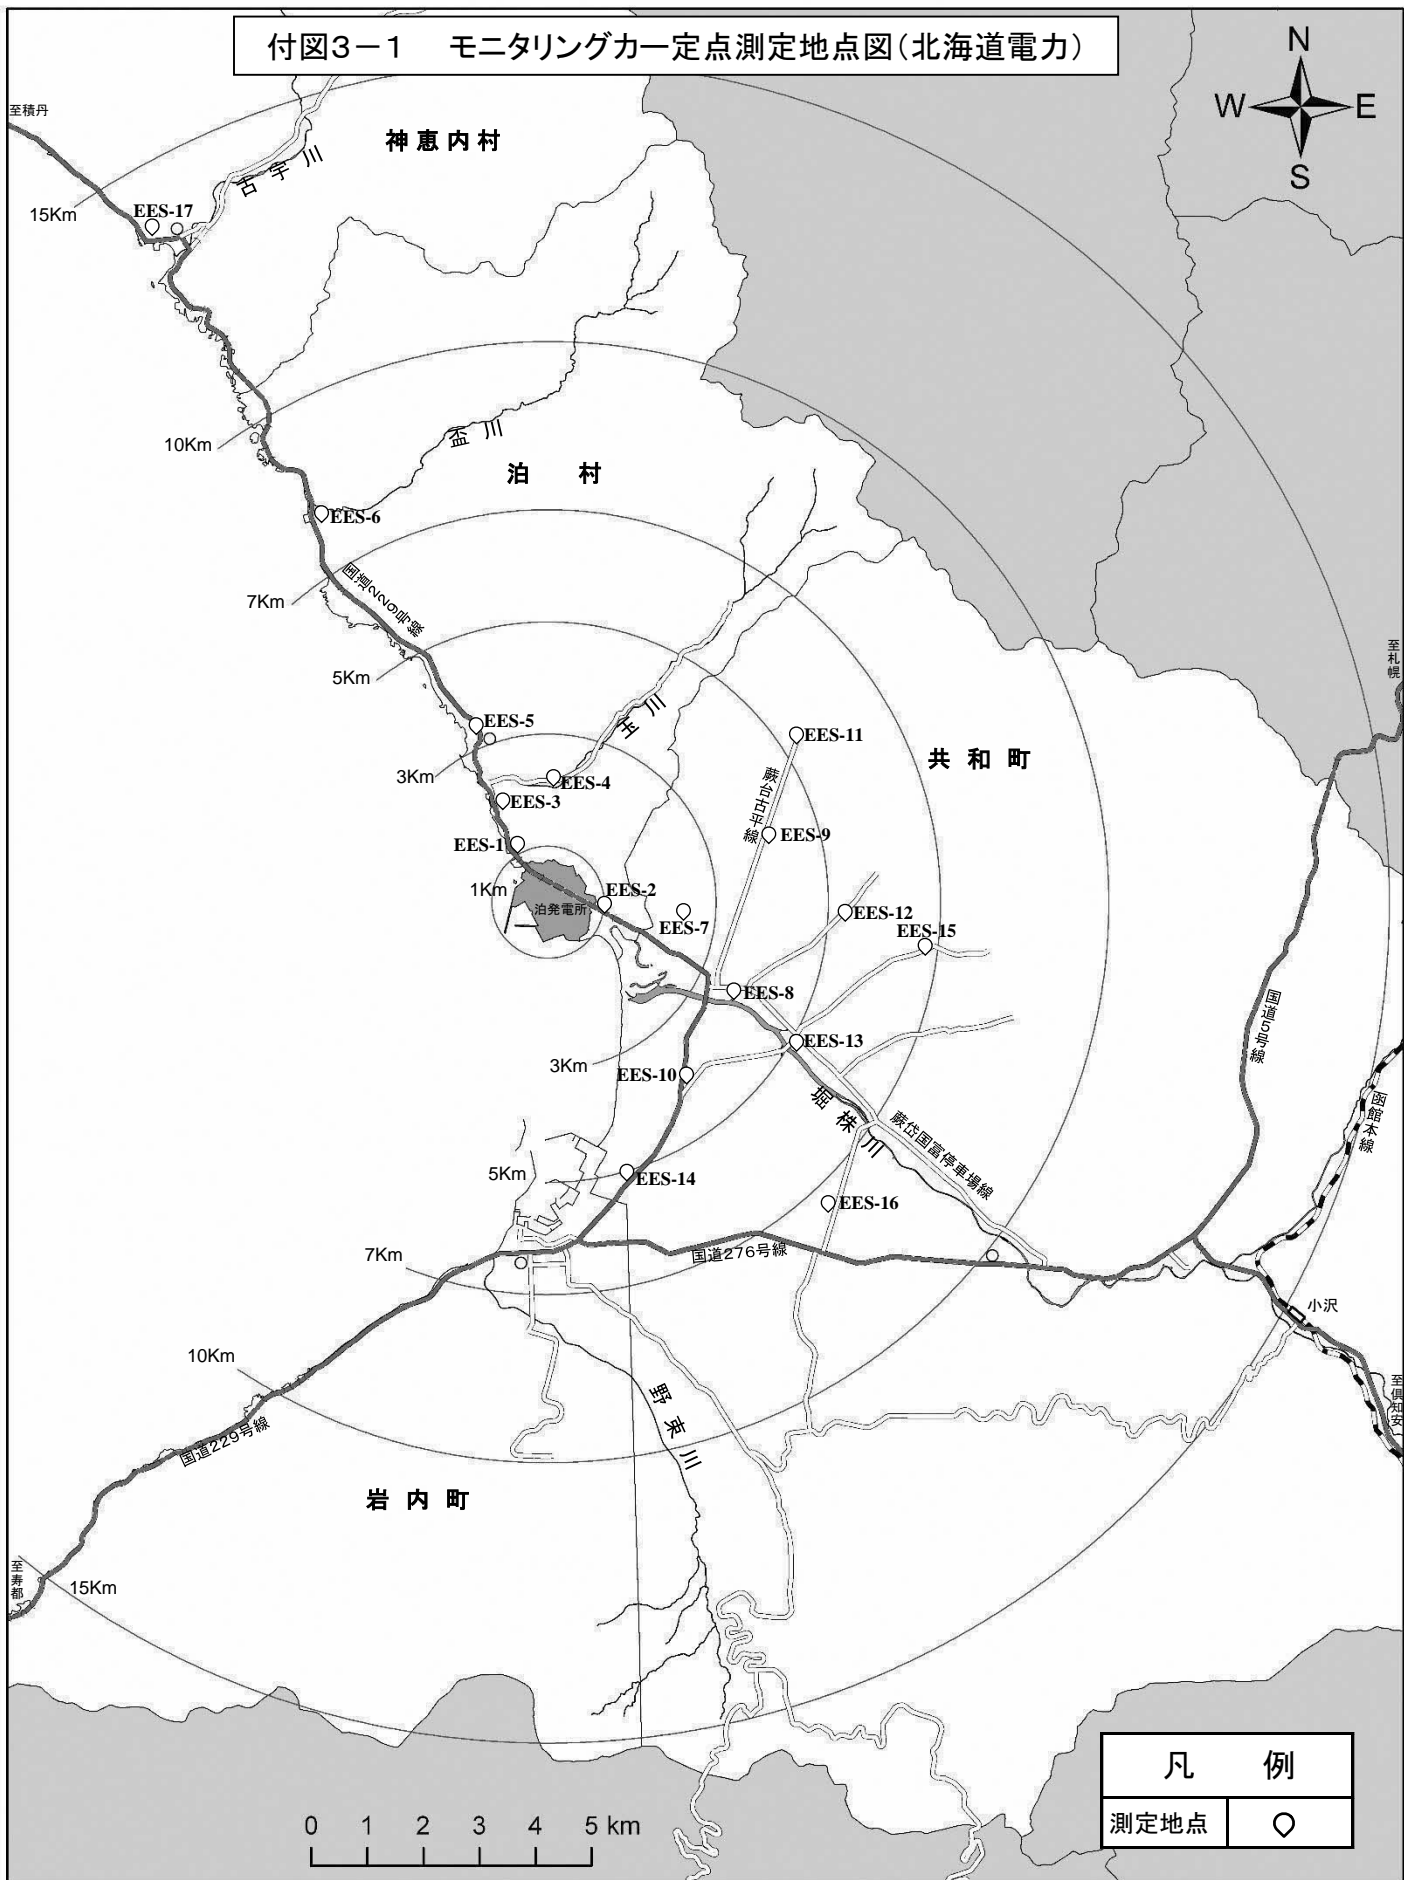 付図3－1　モニタリングカー定点測定地点図(北海道電力)
N
W
E
S
至積丹
神恵内村
古宇川
15Km
EES-17
10Km
盃川
泊　村
EES-6
国道229号線
7Km
5Km
至札幌
EES-5
玉川
EES-11
共和町
3Km
EES-4
EES-3
蕨台古平線
EES-9
EES-1
1Km
EES-2
泊発電所
EES-7
EES-12
EES-15
EES-8
国道5号線
EES-13
3Km
EES-10
堀株川
函館本線
蕨岱国富停車場線
5Km
EES-14
EES-16
7Km
国道276号線
小沢
10Km
至倶知安
野束川
国道229号線
岩内町
至寿都
15Km
凡　例
測定地点
0 1 2 3 4 5 km